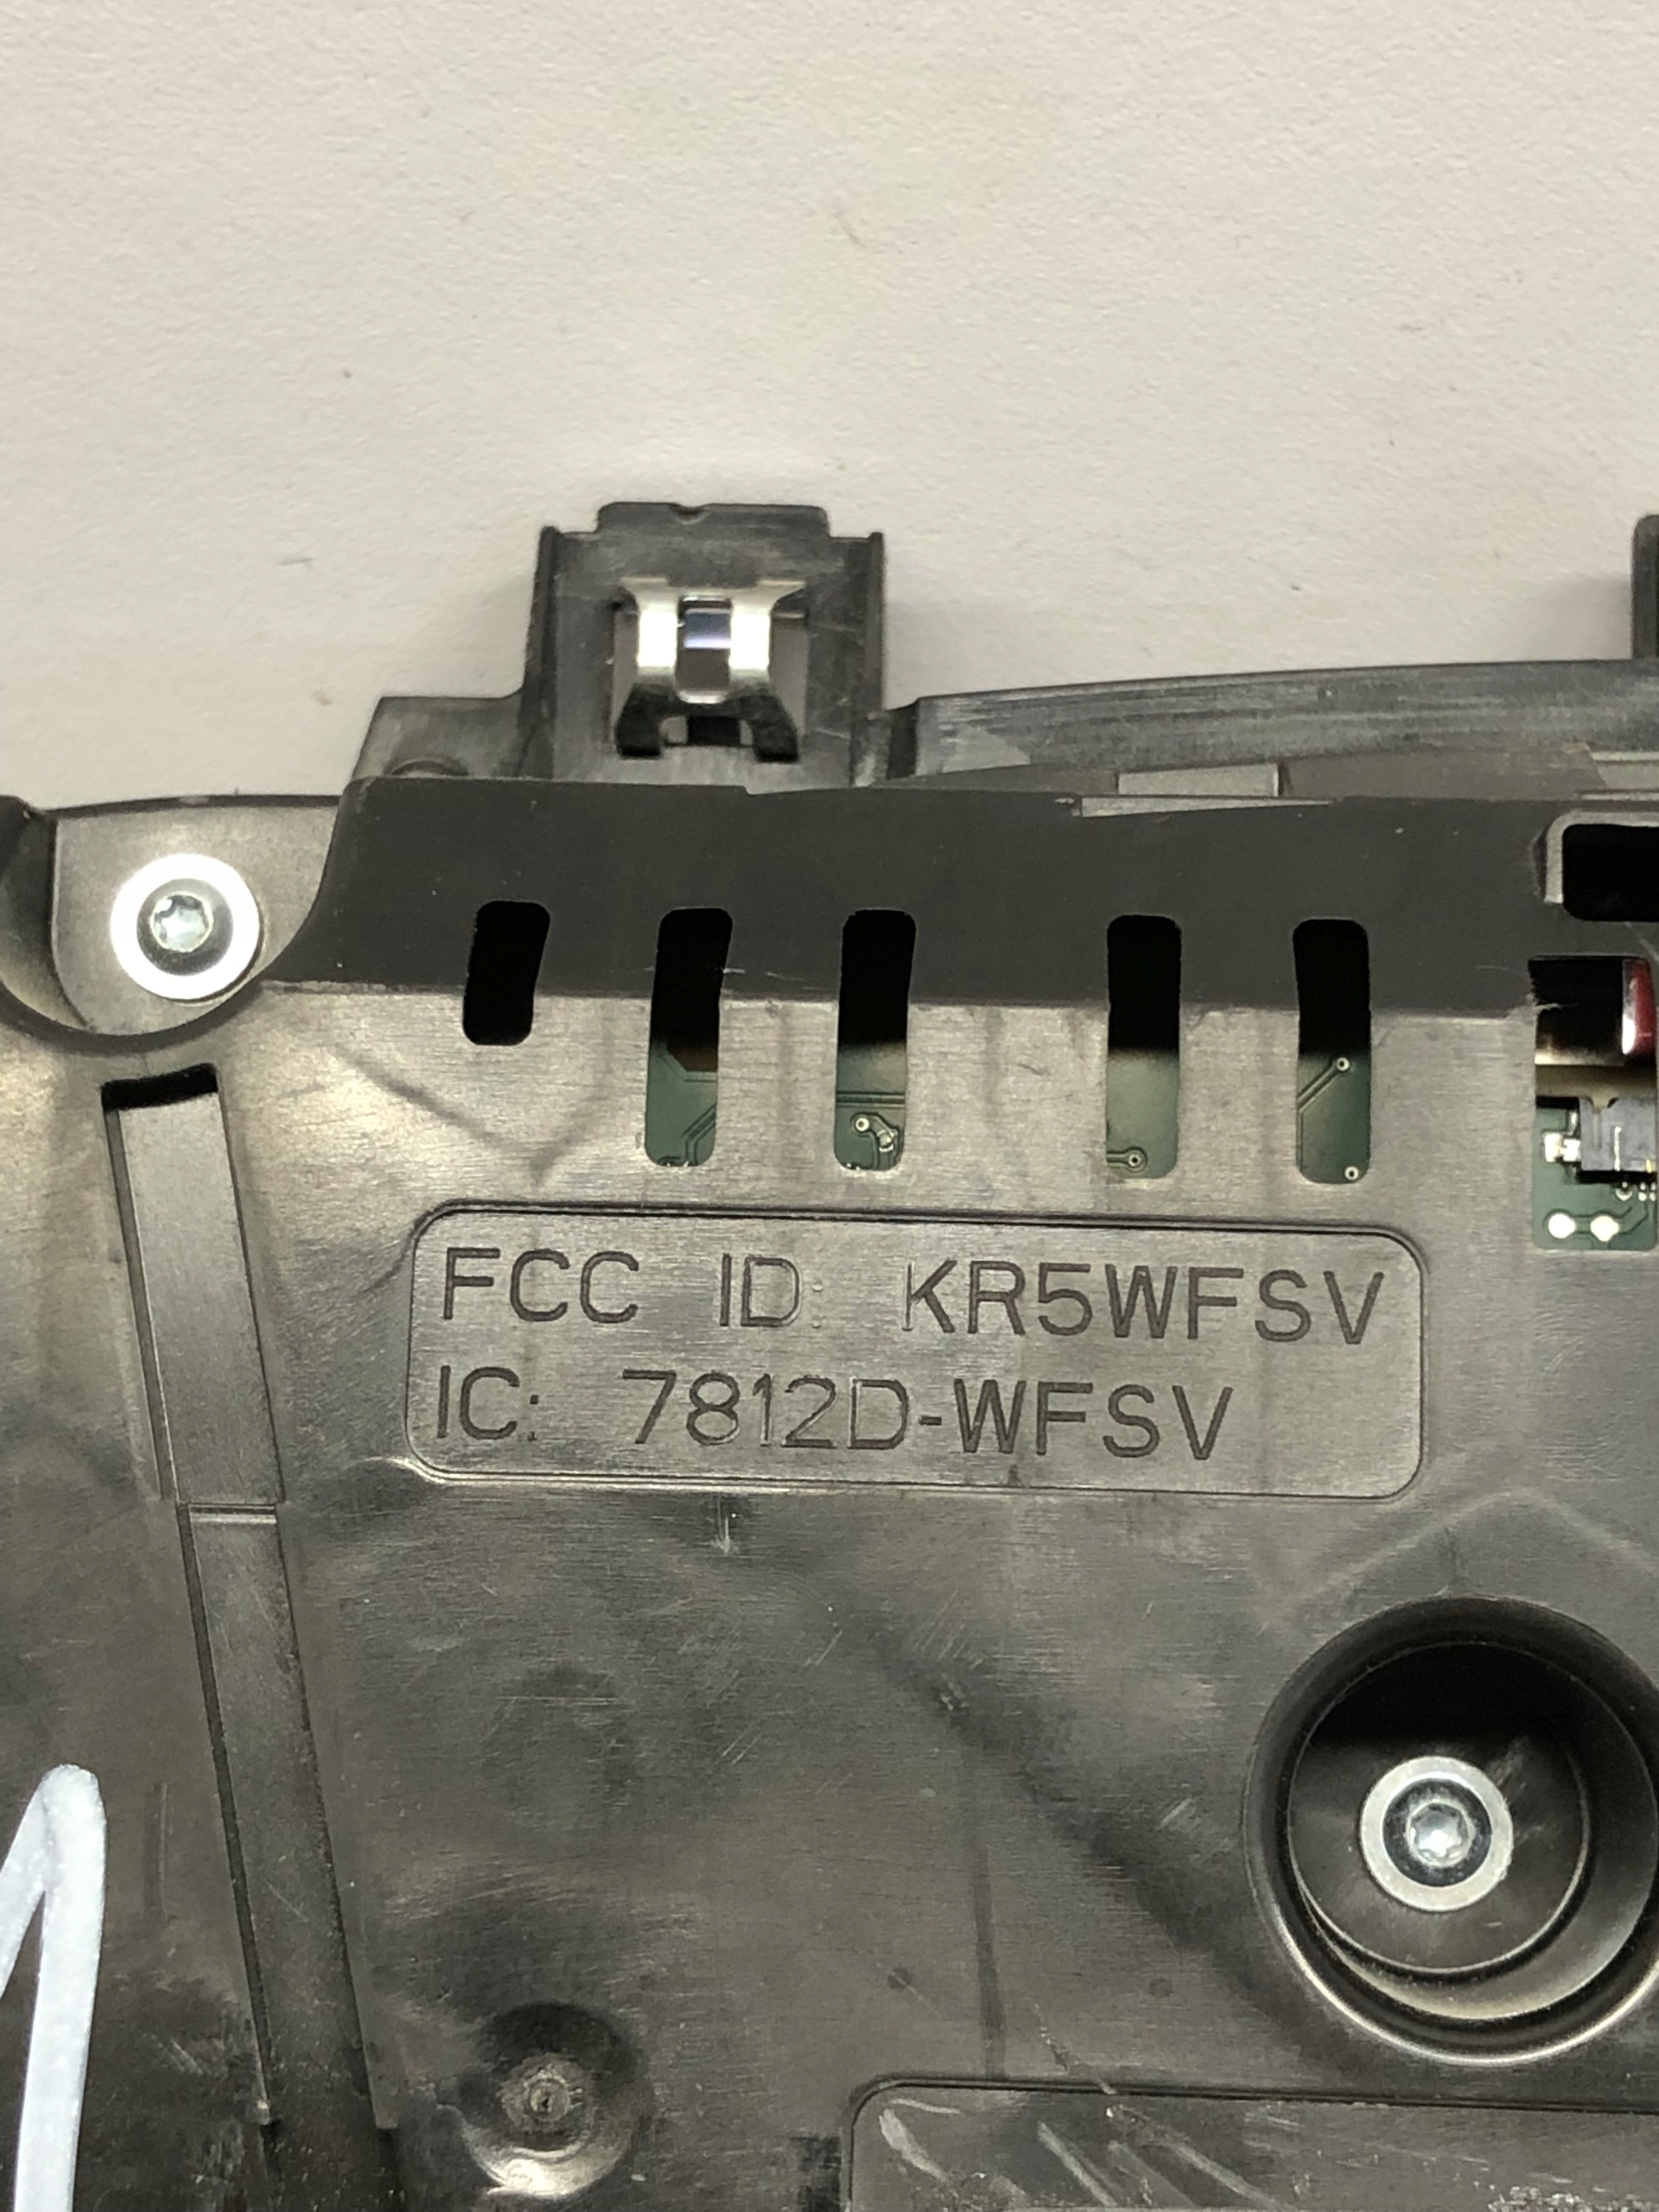 FCC ID: KR5WFSV
IC: 7812D-WFSV